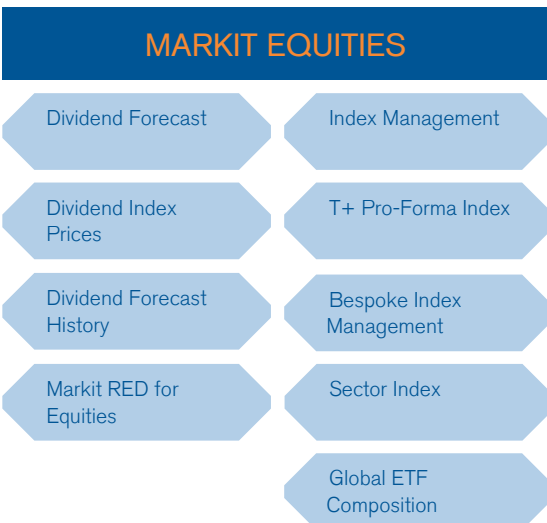 MARKIT EQUITIES
Dividend Forecast
Index Management
Dividend Index
Prices
T+ Pro-Forma Index
Dividend Forecast
History
Bespoke Index
Management
Markit RED for
Equities
Sector Index
Global ETF
Composition